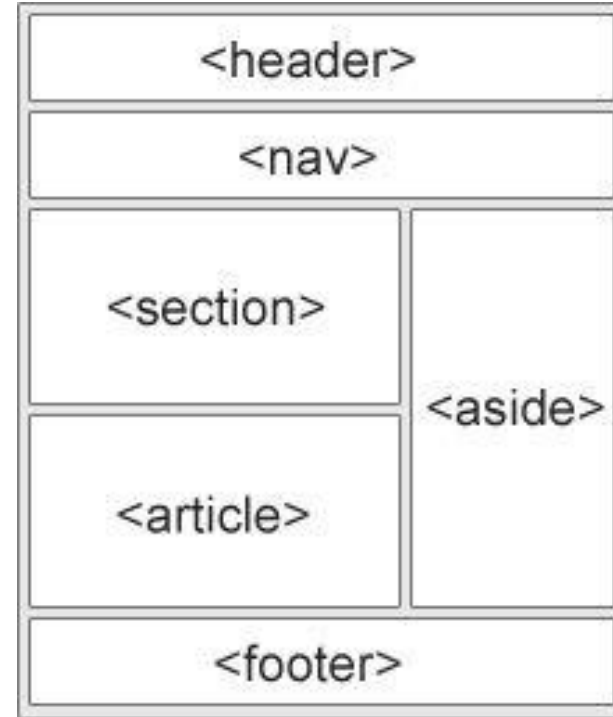 <header>
<nav>
<section>
<aside>
<article>
<footer>